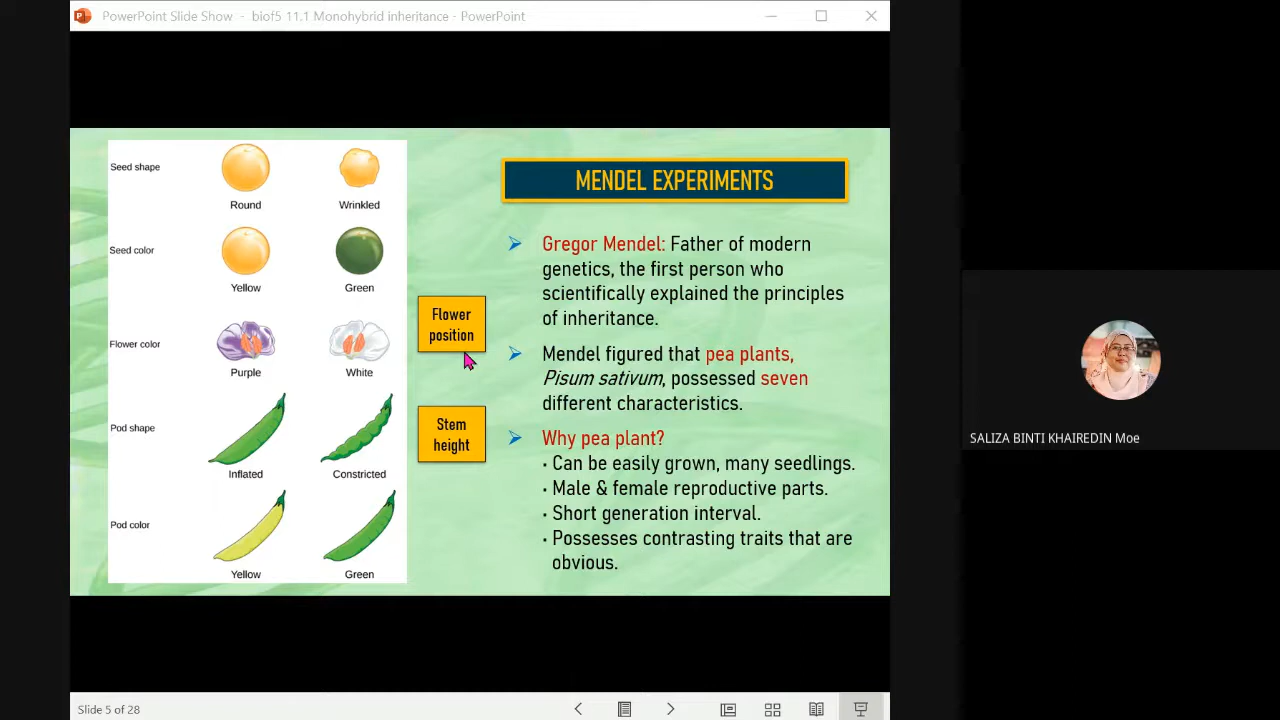 PowerPoint Slide Show - biof5 11.1 Monohybrid inheritance - PowerPoint
Seed shape
Round
Wrinkled
Seed color
Yellow
Green
Flower color
Purple
White
Pod shape
Inflated
Constricted
Pod color
Yellow
Green
Flower
position
Stem
height
MENDEL EXPERIMENTS
Gregor Mendel: Father of modern
genetics, the first person who
scientifically explained the principles
of inheritance.
Mendel figured that pea plants,
Pisum sativum, possessed seven
different characteristics.
Why pea plant?
• Can be easily grown, many seedlings.
• Male & female reproductive parts.
• Short generation interval.
• Possesses contrasting traits that are
obvious.
SALIZA BINTI KHAIREDIN Moe
Slide 5 of 28